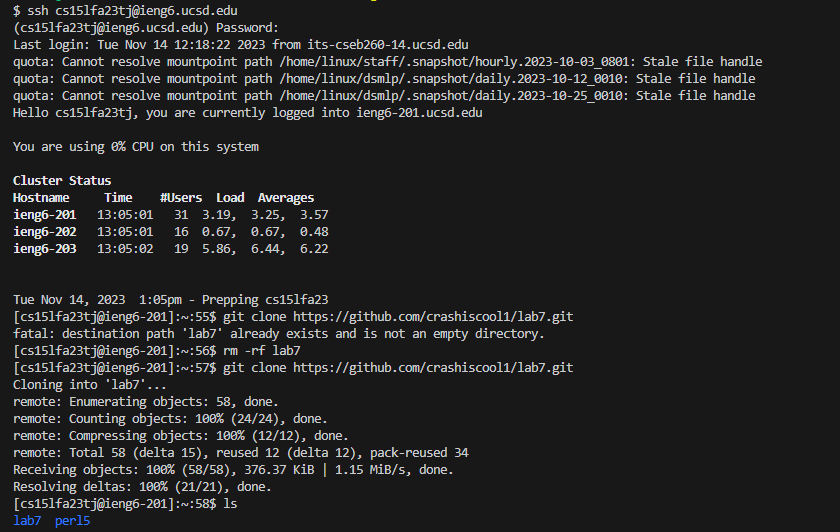 $ ssh cs15lfa23tj@ieng6.ucsd.edu
(cs15lfa23tj@ieng6.ucsd.edu) Password:
Last login: Tue Nov 14 12:18:22 2023 from its-cseb260-14.ucsd.edu
quota: Cannot resolve mountpoint path /home/linux/staff/.snapshot/hourly.2023-10-03_0801: Stale file handle
quota: Cannot resolve mountpoint path /home/linux/dsmlp/.snapshot/daily.2023-10-12_0010: Stale file handle
quota: Cannot resolve mountpoint path /home/linux/dsmlp/.snapshot/daily.2023-10-25_0010: Stale file handle
Hello cs15lfa23tj, you are currently logged into ieng6-201.ucsd.edu
You are using 0% CPU on this system
Cluster Status
Hostname     Time    #Users  Load  Averages
ieng6-201   13:05:01   31  3.19,  3.25,  3.57
ieng6-202   13:05:01   16  0.67,  0.67,  0.48
ieng6-203   13:05:02   19  5.86,  6.44,  6.22
Tue Nov 14, 2023  1:05pm - Prepping cs15lfa23
[cs15lfa23tj@ieng6-201]:~:55$ git clone https://github.com/crashiscool1/lab7.git
fatal: destination path 'lab7' already exists and is not an empty directory.
[cs15lfa23tj@ieng6-201]:~:56$ rm -rf lab7
[cs15lfa23tj@ieng6-201]:~:57$ git clone https://github.com/crashiscool1/lab7.git
Cloning into 'lab7'...
remote: Enumerating objects: 58, done.
remote: Counting objects: 100% (24/24), done.
remote: Compressing objects: 100% (12/12), done.
remote: Total 58 (delta 15), reused 12 (delta 12), pack-reused 34
Receiving objects: 100% (58/58), 376.37 KiB | 1.15 MiB/s, done.
Resolving deltas: 100% (21/21), done.
[cs15lfa23tj@ieng6-201]:~:58$ ls
lab7  perl5